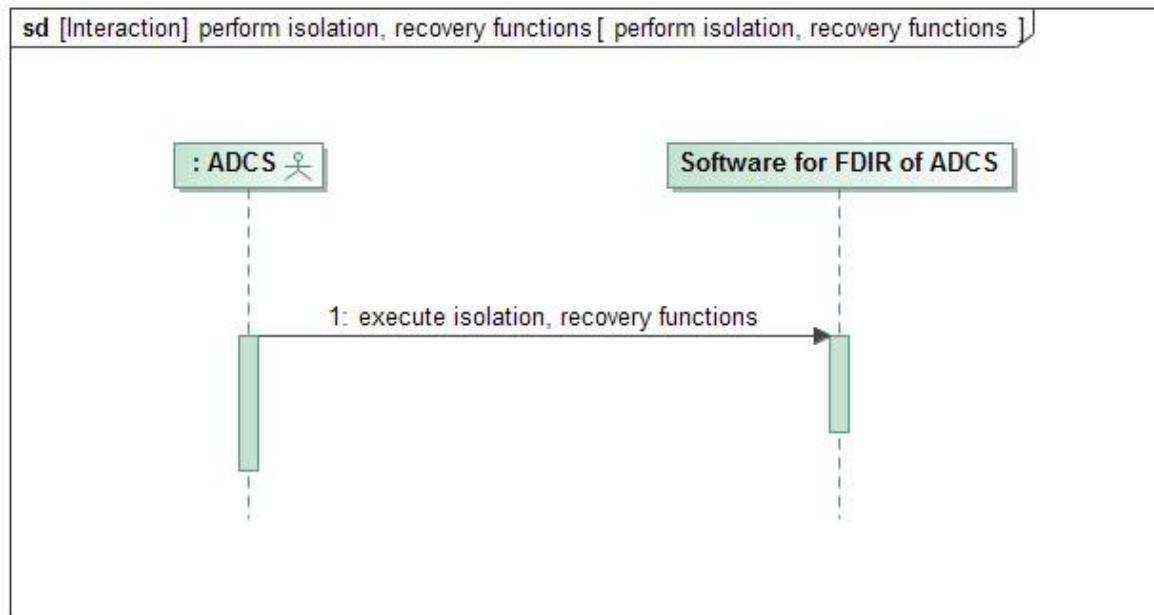 sd [Interaction] perform isolation, recovery functions [ perform isolation, recovery functions ]
: ADCS
Software for FDIR of ADCS
1: execute isolation, recovery functions